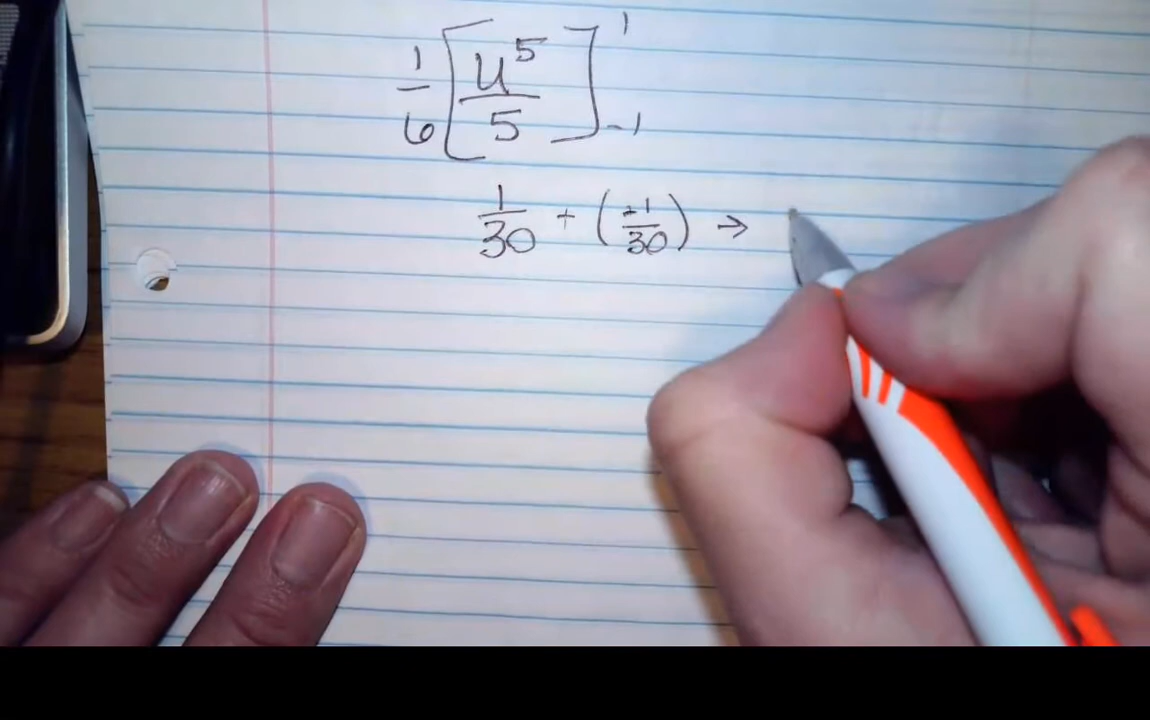 1/6 [u^5/5]_{-1}^{1}
1/30 + (-1/30) →